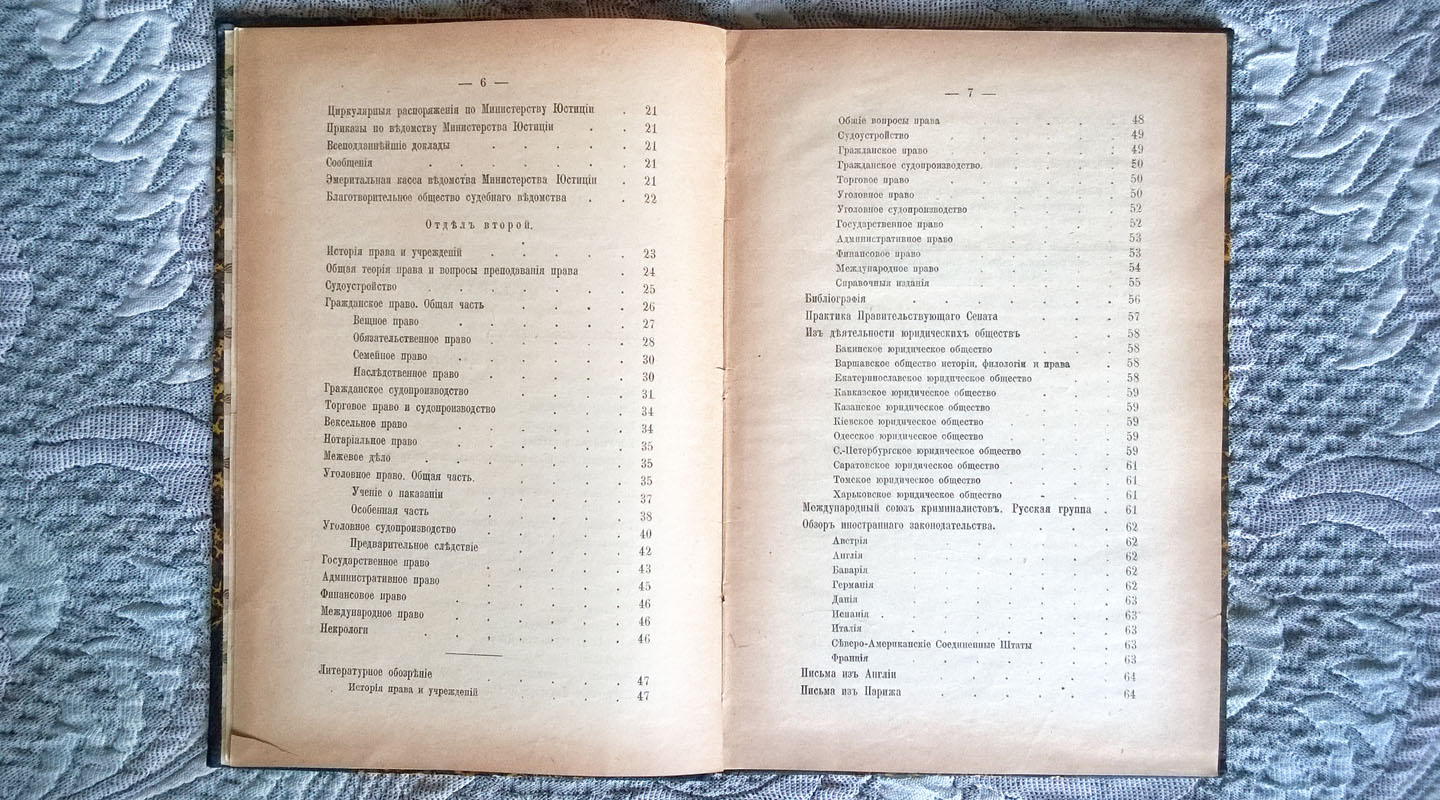 — 6 —
Циркулярныя распоряженія по Министерству Юстиціи . 21
Приказы по вѣдомству Министерства Юстиціи . . 21
Всеподданнѣйшіе доклады . . . . . 21
Сообщенія . . . . . . 21
Эмеритальная касса вѣдомства Министерства Юстиціи . 21
Благотворительное общество судебнаго вѣдомства . . 22
Отдѣлъ второй.
Исторія права и учрежденій . . . . . 23
Общая теорія права и вопросы преподаванія права . 24
Судоустройство . . . . . . 25
Гражданское право. Общая часть . . . . . 26
Вещное право . . . . . . 27
Обязательственное право . . . . . 28
Семейное право . . . . . . 30
Наслѣдственное право . . . . . 30
Гражданское судопроизводство . . . . . 31
Торговое право и судопроизводство . . . 34
Вексельное право . . . . . . 34
Нотаріальное право . . . . . . 35
Межевое дѣло . . . . . . 35
Уголовное право. Общая часть. . . . . 35
Ученіе о наказаніи . . . . . 37
Особенная часть . . . . . 38
Уголовное судопроизводство . . . . . 40
Предварительное слѣдствіе . . . . 42
Государственное право . . . . . 43
Административное право . . . . . 45
Финансовое право . . . . . . 46
Международное право . . . . . 46
Некрологи . . . . . . 46
Литературное обозрѣніе . . . . . 47
Исторія права и учрежденій . . . . 47
— 7 —
Общіе вопросы права . . . . 48
Судоустройство . . . . . 49
Гражданское право . . . . . 49
Гражданское судопроизводство. . . . 50
Торговое право . . . . . 50
Уголовное право . . . . . 50
Уголовное судопроизводство . . . . 52
Государственное право . . . . . 52
Административное право . . . . 53
Финансовое право . . . . . 53
Международное право . . . . 54
Справочныя изданія . . . . . 55
Библіографія . . . . . . 56
Практика Правительствующаго Сената . . . 57
Изъ дѣятельности юридическихъ обществъ . . 58
Бакинское юридическое общество . . . 58
Варшавское общество исторіи, филологіи и права . 58
Екатеринославское юридическое общество . . 58
Кавказское юридическое общество . . . 59
Казанское юридическое общество . . . 59
Кіевское юридическое общество . . . . 59
Одесское юридическое общество . . . . 59
С.-Петербургское юридическое общество . . 59
Саратовское юридическое общество . . . 61
Томское юридическое общество . . . . 61
Харьковское юридическое общество . . . 61
Международный союзъ криминалистовъ. Русская группа . 61
Обзоръ иностраннаго законодательства. . . . 62
Австрія . . . . . . 62
Англія . . . . . . 62
Баварія . . . . . . 62
Германія . . . . . . 62
Данія . . . . . . 63
Испанія . . . . . . 63
Италія . . . . . . 63
Сѣверо-Американскіе Соединенные Штаты . . 63
Франція . . . . . . 63
Письма изъ Англіи . . . . . 64
Письма изъ Парижа . . . . . 64